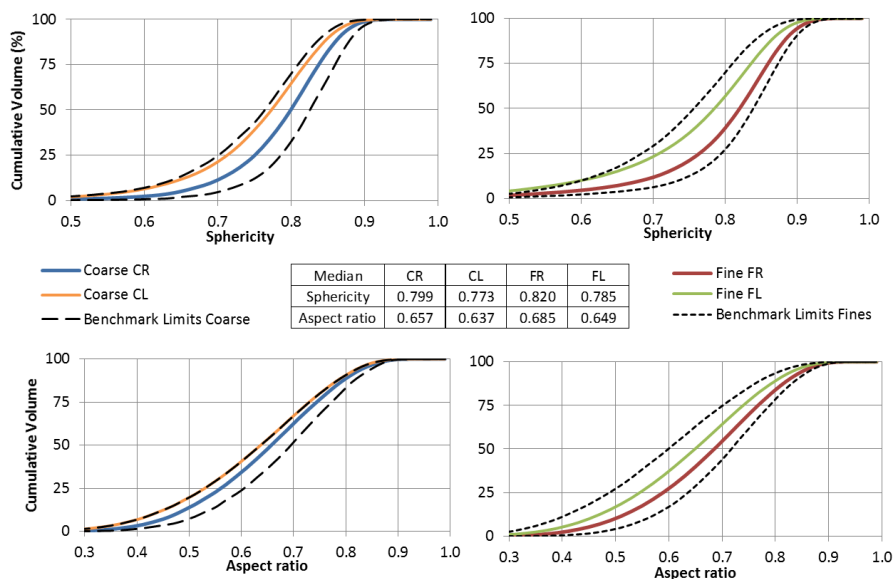 Cumulative Volume (%)
100
75
50
25
0
0.5 0.6 0.7 0.8 0.9 1.0
Sphericity
100
75
50
25
0
0.5 0.6 0.7 0.8 0.9 1.0
Sphericity
Coarse CR
Coarse CL
Benchmark Limits Coarse
Median CR CL FR FL
Sphericity 0.799 0.773 0.820 0.785
Aspect ratio 0.657 0.637 0.685 0.649
Fine FR
Fine FL
Benchmark Limits Fines
Cumulative Volume
100
75
50
25
0
0.3 0.4 0.5 0.6 0.7 0.8 0.9 1.0
Aspect ratio
100
75
50
25
0
0.3 0.4 0.5 0.6 0.7 0.8 0.9 1.0
Aspect ratio